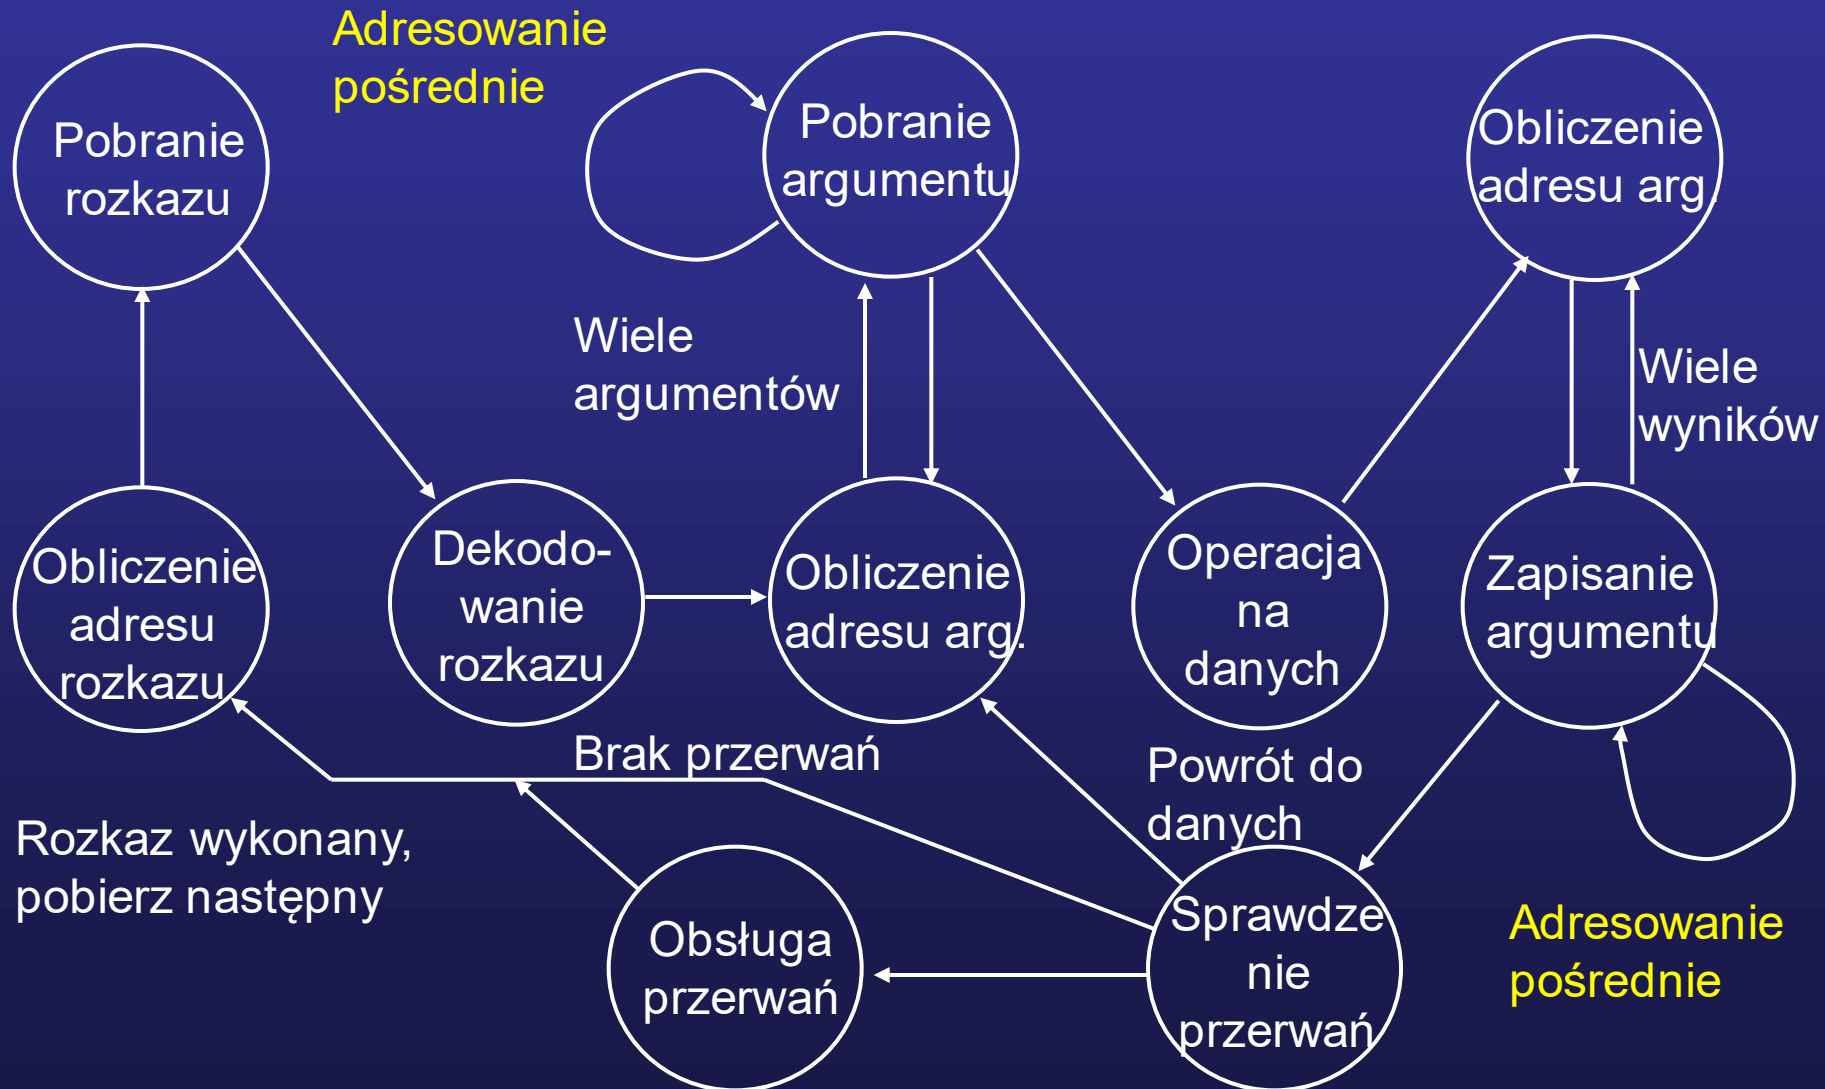 Adresowanie
pośrednie
Pobranie
rozkazu
Pobranie
argumentu
Obliczenie
adresu arg.
Wiele
argumentów
Wiele
wyników
Obliczenie
adresu
rozkazu
Dekodo-
wanie
rozkazu
Obliczenie
adresu arg.
Operacja
na
danych
Zapisanie
argumentu
Brak przerwań
Powrót do
danych
Rozkaz wykonany,
pobierz następny
Obsługa
przerwań
Sprawdze
nie
przerwań
Adresowanie
pośrednie